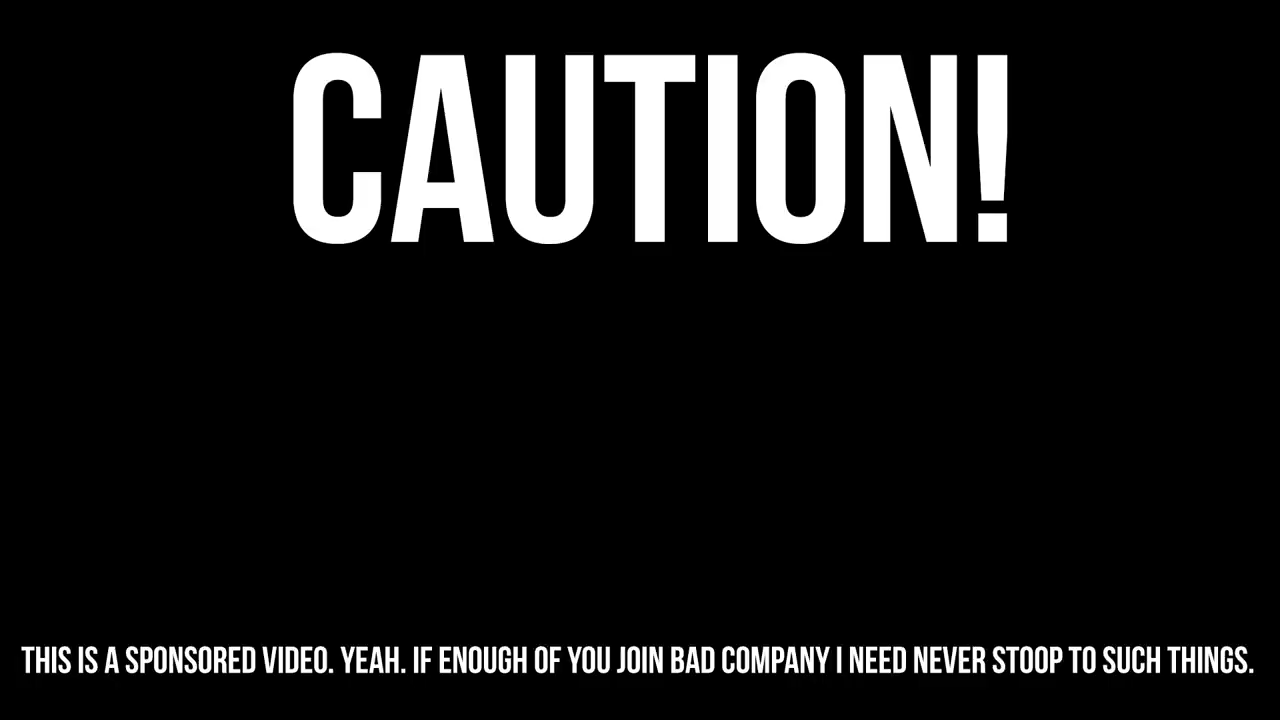 CAUTION!
THIS IS A SPONSORED VIDEO. YEAH. IF ENOUGH OF YOU JOIN BAD COMPANY I NEED NEVER STOOP TO SUCH THINGS.